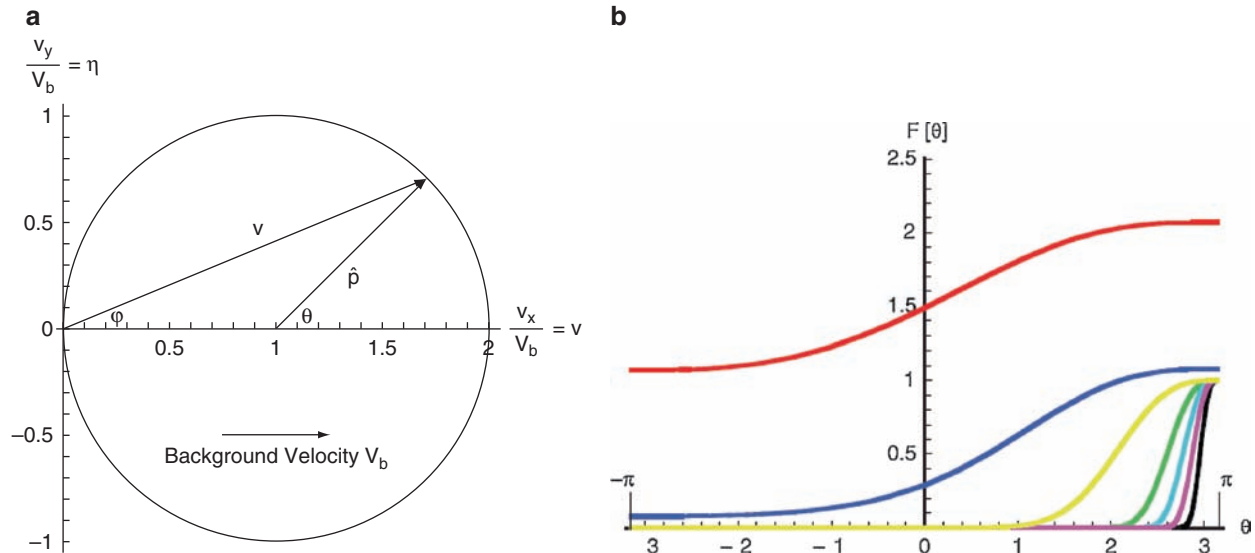 a
v_y
V_b = η
1
0.5
0
−0.5
−1
0.5 1 1.5 2
v
p̂
φ
θ
v_x
V_b = v
Background Velocity V_b
b
F [θ]
2.5
2
1.5
1
0.5
−π
π
3 −2 −1 0 1 2 3 θ